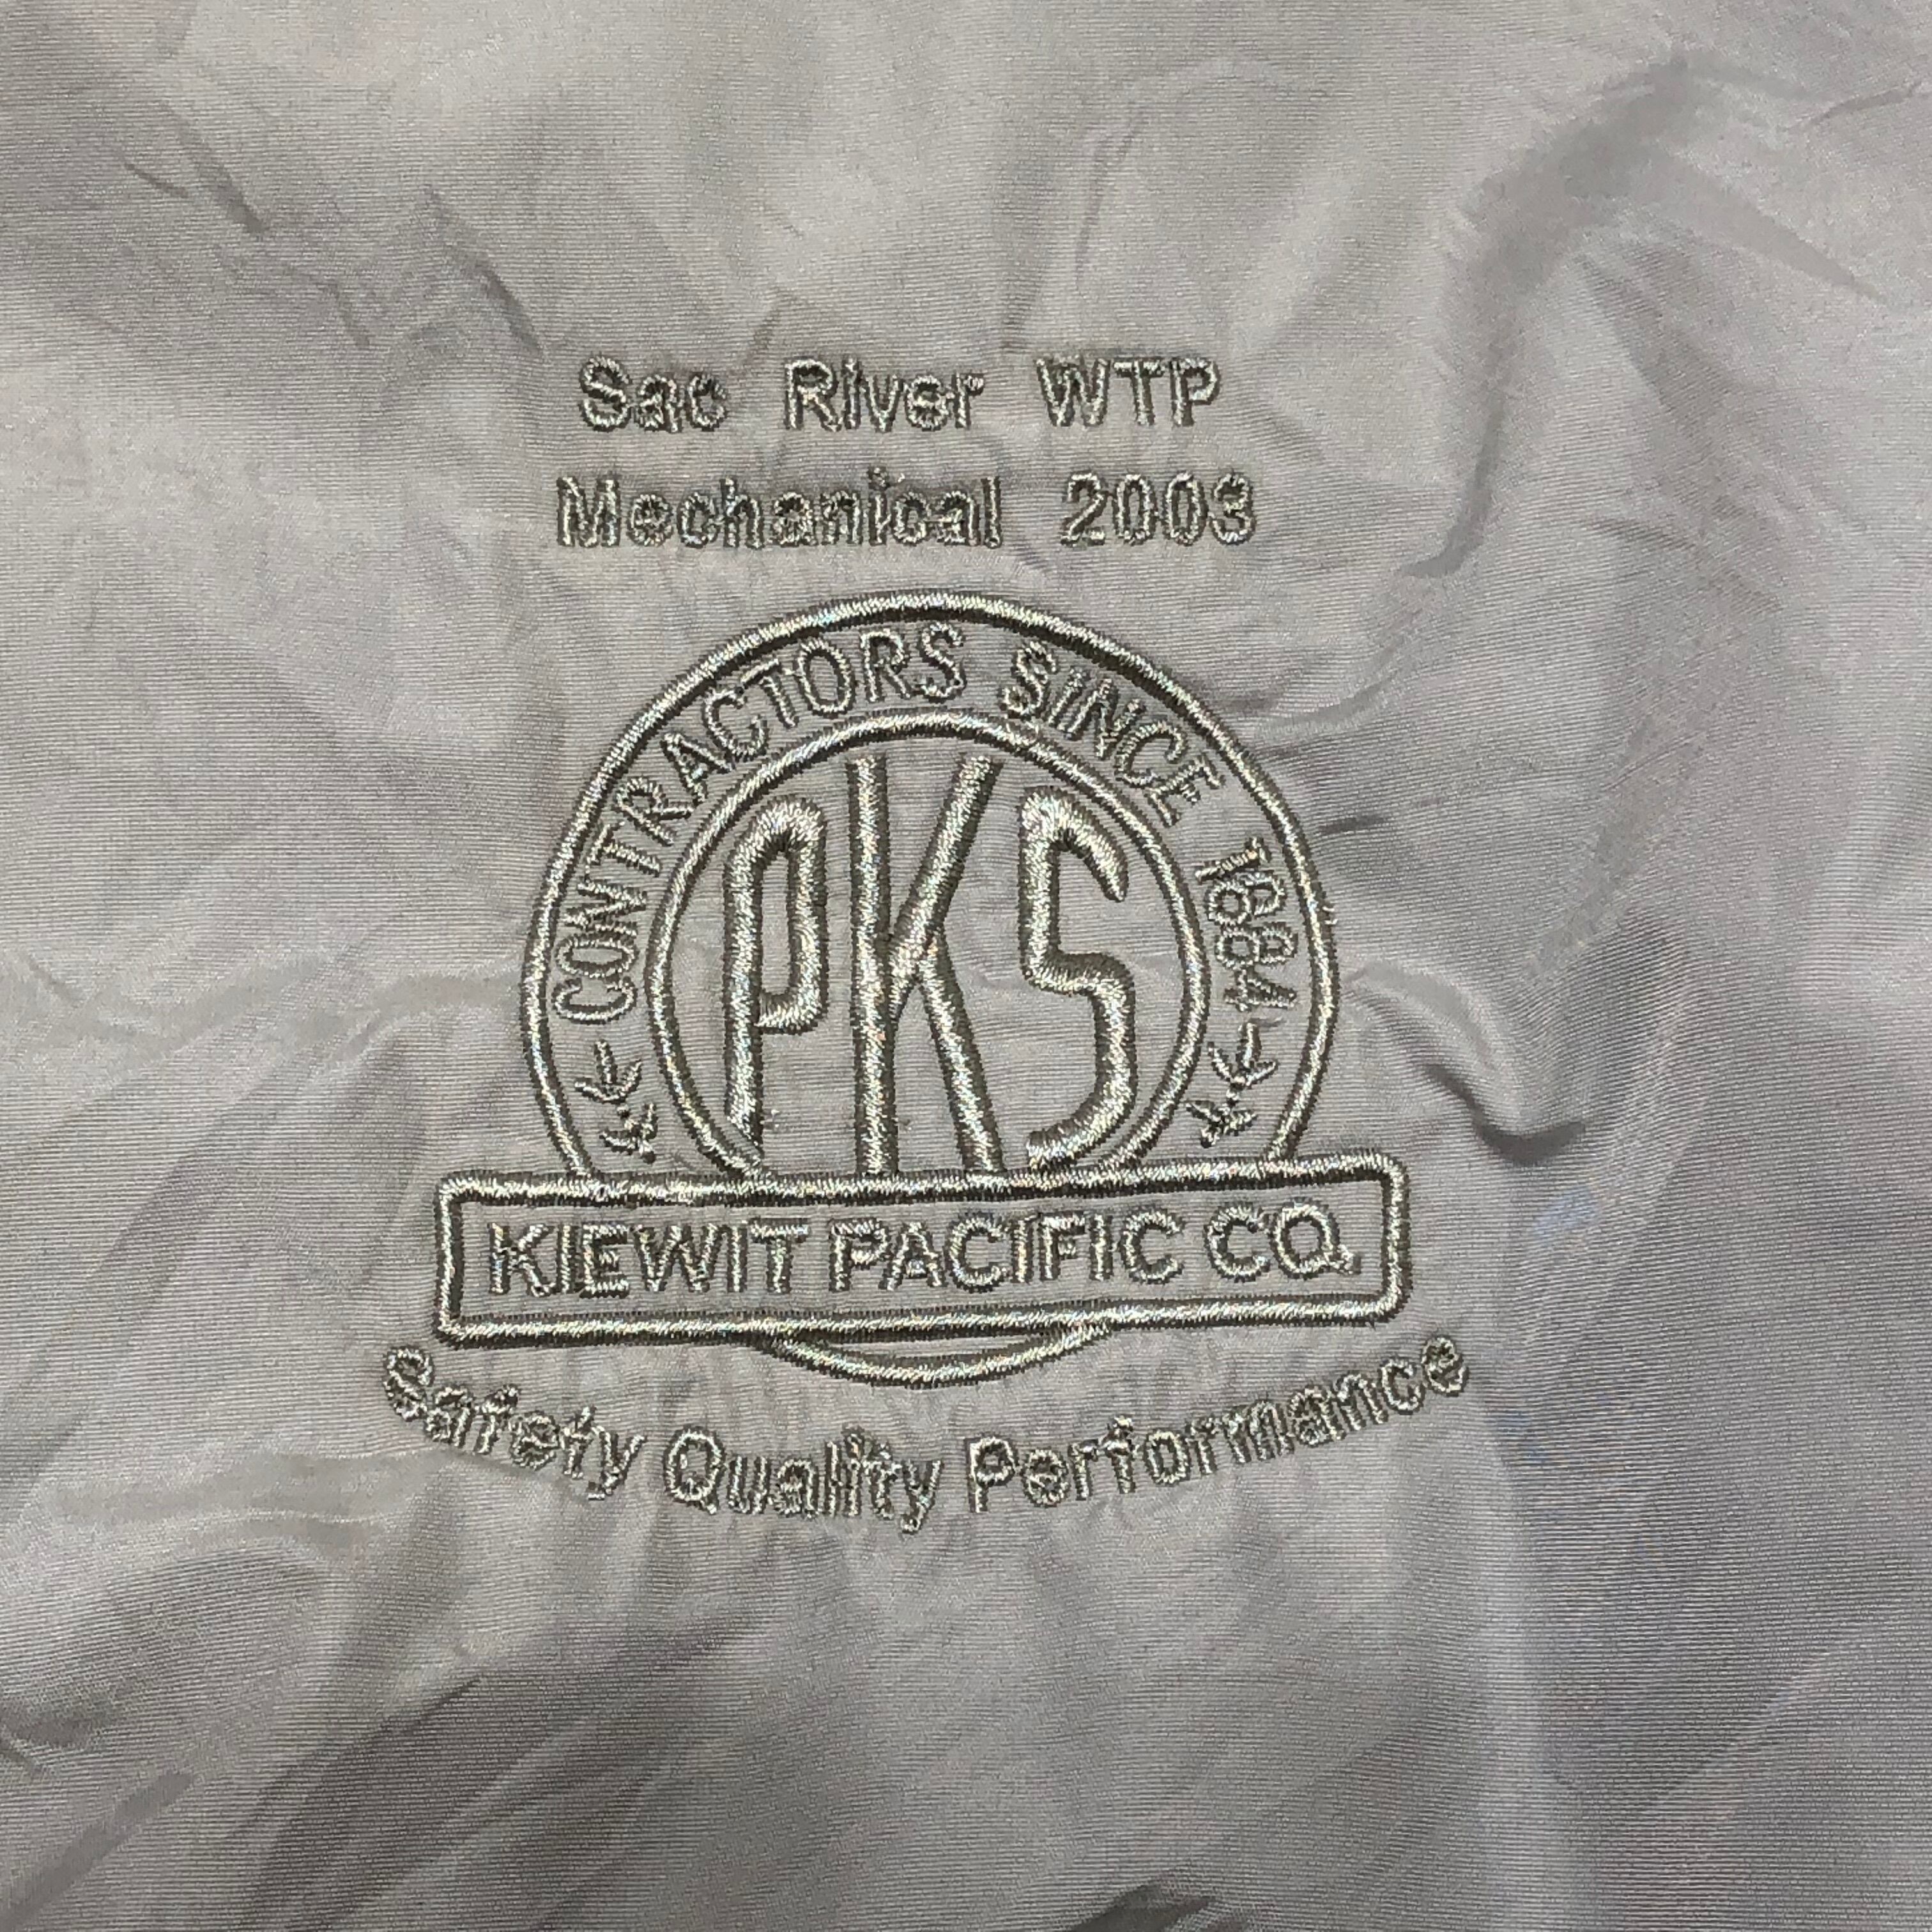 Sac River WTP
Mechanical 2003
CONTRACTORS SINCE 1884
PKS
KIEWIT PACIFIC CO.
Safety Quality Performance